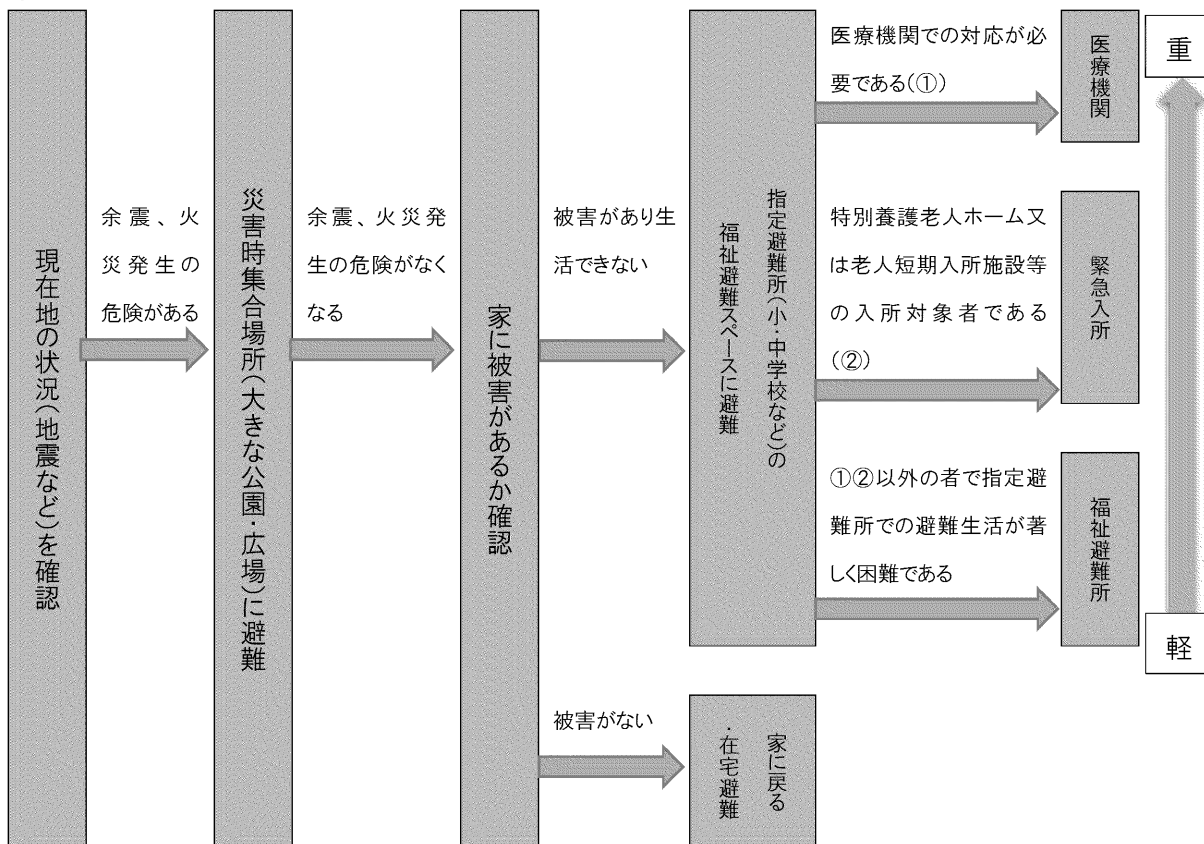 現在地の状況(地震など)を確認
余震、火
災発生の
危険がある
災害時集合場所(大きな公園・広場)に避難
余震、火災発
生の危険がなく
なる
家に被害があるか確認
被害があり生
活できない
指定避難所(小・中学校など)の
福祉避難スペースに避難
医療機関での対応が必
要である(①)
医療機関
特別養護老人ホーム又
は老人短期入所施設等
の入所対象者である
(②)
緊急入所
①②以外の者で指定避
難所での避難生活が著
しく困難である
福祉避難所
被害がない
家に戻る
・在宅避難
重
軽